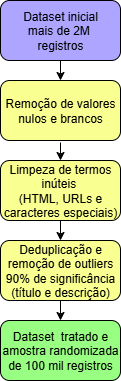 Dataset inicial
mais de 2M
registros
Remoção de valores
nulos e brancos
Limpeza de termos
inúteis
(HTML, URLs e
caracteres especiais)
Deduplicação e
remoção de outliers
90% de significância
(título e descrição)
Dataset tratado e
amostra randomizada
de 100 mil registros